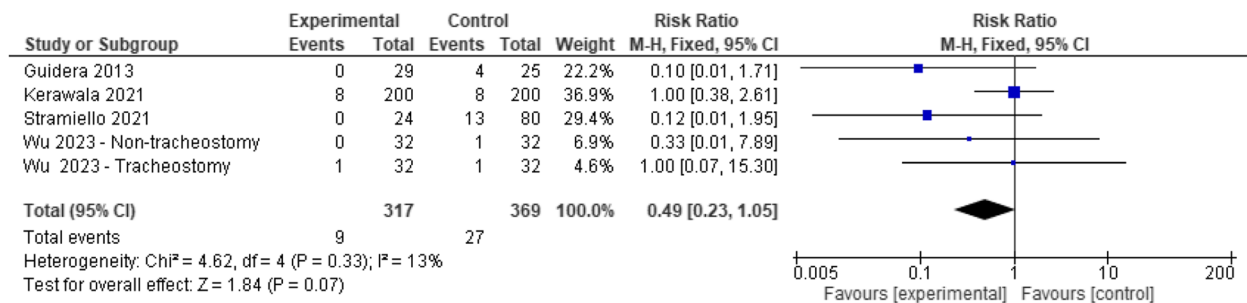 Experimental Control Risk Ratio Risk Ratio
Study or Subgroup Events Total Events Total Weight M-H, Fixed, 95% CI M-H, Fixed, 95% CI
Guidera 2013 0 29 4 25 22.2% 0.10 [0.01, 1.71]
Kerawala 2021 8 200 8 200 36.9% 1.00 [0.38, 2.61]
Stramiello 2021 0 24 13 80 29.4% 0.12 [0.01, 1.95]
Wu 2023 - Non-tracheostomy 0 32 1 32 6.9% 0.33 [0.01, 7.89]
Wu 2023 - Tracheostomy 1 32 1 32 4.6% 1.00 [0.07, 15.30]
Total (95% CI) 317 369 100.0% 0.49 [0.23, 1.05]
Total events 9 27
Heterogeneity: Chi² = 4.62, df = 4 (P = 0.33); I² = 13%
Test for overall effect: Z = 1.84 (P = 0.07)
0.005 0.1 1 10 200
Favours [experimental] Favours [control]